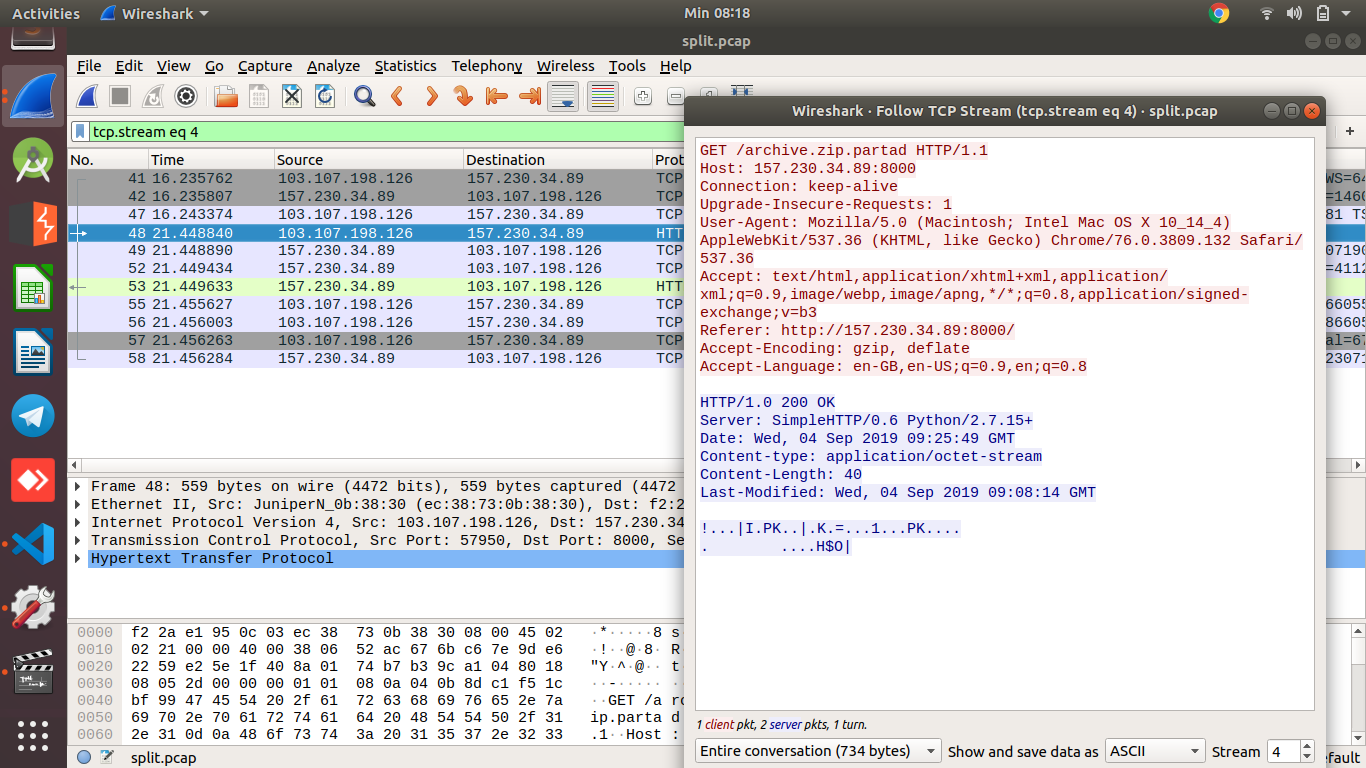 Activities
Wireshark
Min 08:18
split.pcap
File Edit View Go Capture Analyze Statistics Telephony Wireless Tools Help
tcp.stream eq 4
No. Time Source Destination Prot
41 16.235762 103.107.198.126 157.230.34.89 TCP WS=64
42 16.235807 157.230.34.89 103.107.198.126 TCP =1460
47 16.243374 103.107.198.126 157.230.34.89 TCP 81 TS
48 21.448840 103.107.198.126 157.230.34.89 HTT
49 21.448890 157.230.34.89 103.107.198.126 TCP 07190
52 21.449434 157.230.34.89 103.107.198.126 TCP =4112
53 21.449633 157.230.34.89 103.107.198.126 HTT
55 21.455627 103.107.198.126 157.230.34.89 TCP 66055
56 21.456003 103.107.198.126 157.230.34.89 TCP 86605
57 21.456263 103.107.198.126 157.230.34.89 TCP al=67
58 21.456284 157.230.34.89 103.107.198.126 TCP 23071
Frame 48: 559 bytes on wire (4472 bits), 559 bytes captured (4472
Ethernet II, Src: JuniperN_0b:38:30 (ec:38:73:0b:38:30), Dst: f2:2
Internet Protocol Version 4, Src: 103.107.198.126, Dst: 157.230.34
Transmission Control Protocol, Src Port: 57950, Dst Port: 8000, Se
Hypertext Transfer Protocol
0000 f2 2a e1 95 0c 03 ec 38 73 0b 38 30 08 00 45 02 ·*·····8 s
0010 02 21 00 00 40 00 38 06 52 ac 67 6b c6 7e 9d e6 ·!··@·8· R
0020 22 59 e2 5e 1f 40 8a 01 74 b7 b3 9c a1 04 80 18 "Y·^·@·· t
0030 08 05 2d 00 00 00 01 01 08 0a 04 0b 8d c1 f5 1c ··-·····
0040 bf 99 47 45 54 20 2f 61 72 63 68 69 76 65 2e 7a ··GET /a rc
0050 69 70 2e 70 61 72 74 61 64 20 48 54 54 50 2f 31 ip.parta d
0060 2e 31 0d 0a 48 6f 73 74 3a 20 31 35 37 2e 32 33 .1··Host :
split.pcap
efault
Wireshark · Follow TCP Stream (tcp.stream eq 4) · split.pcap
GET /archive.zip.partad HTTP/1.1
Host: 157.230.34.89:8000
Connection: keep-alive
Upgrade-Insecure-Requests: 1
User-Agent: Mozilla/5.0 (Macintosh; Intel Mac OS X 10_14_4)
AppleWebKit/537.36 (KHTML, like Gecko) Chrome/76.0.3809.132 Safari/
537.36
Accept: text/html,application/xhtml+xml,application/
xml;q=0.9,image/webp,image/apng,*/*;q=0.8,application/signed-
exchange;v=b3
Referer: http://157.230.34.89:8000/
Accept-Encoding: gzip, deflate
Accept-Language: en-GB,en-US;q=0.9,en;q=0.8
HTTP/1.0 200 OK
Server: SimpleHTTP/0.6 Python/2.7.15+
Date: Wed, 04 Sep 2019 09:25:49 GMT
Content-type: application/octet-stream
Content-Length: 40
Last-Modified: Wed, 04 Sep 2019 09:08:14 GMT
!...|I.PK..|.K.=...1...PK....
. ....H$O|
1 client pkt, 2 server pkts, 1 turn.
Entire conversation (734 bytes) Show and save data as ASCII Stream 4